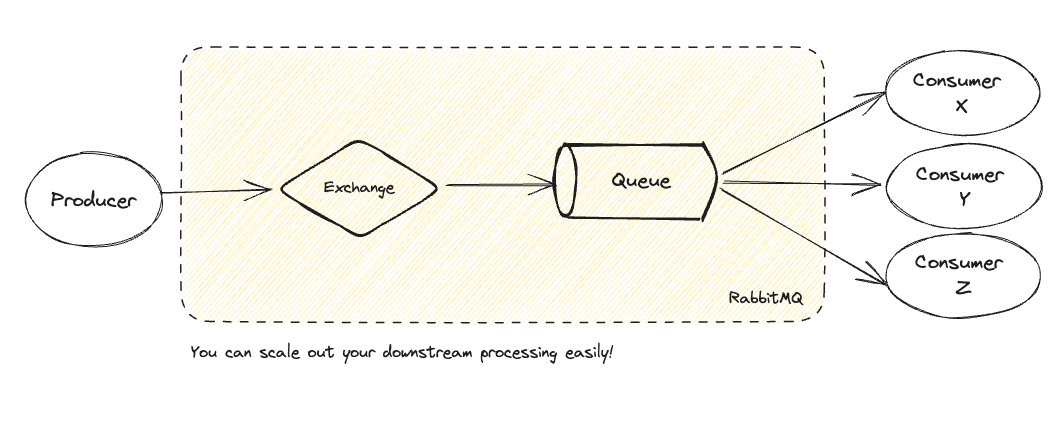 Producer
Exchange
Queue
Consumer
X
Consumer
Y
Consumer
Z
RabbitMQ
You can scale out your downstream processing easily!